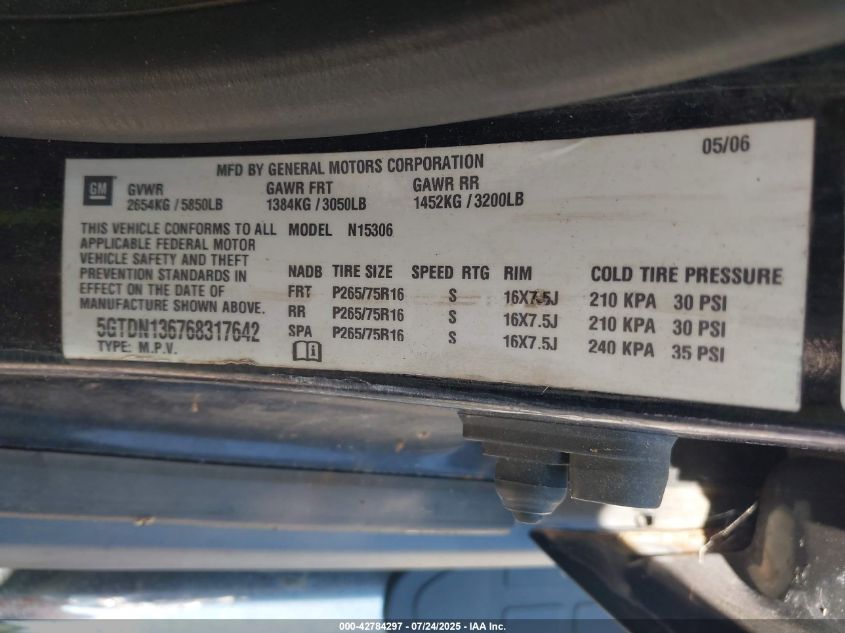 05/06
MFD BY GENERAL MOTORS CORPORATION
GM GVWR GAWR FRT GAWR RR
2654KG / 5850LB 1384KG / 3050LB 1452KG / 3200LB
THIS VEHICLE CONFORMS TO ALL MODEL N15306
APPLICABLE FEDERAL MOTOR
VEHICLE SAFETY AND THEFT
PREVENTION STANDARDS IN
EFFECT ON THE DATE OF
MANUFACTURE SHOWN ABOVE.
5GTDN136768317642
TYPE: M.P.V.
NADB TIRE SIZE SPEED RTG RIM COLD TIRE PRESSURE
FRT P265/75R16 S 16X7.5J 210 KPA 30 PSI
RR P265/75R16 S 16X7.5J 210 KPA 30 PSI
SPA P265/75R16 S 16X7.5J 240 KPA 35 PSI
000-42784297 - 07/24/2025 - IAA Inc.